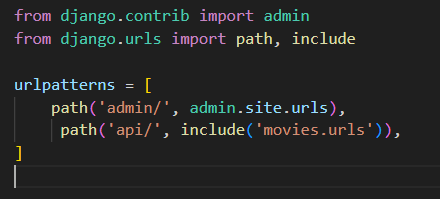 from django.contrib import admin
from django.urls import path, include

urlpatterns = [
    path('admin/', admin.site.urls),
     path('api/', include('movies.urls')),
]